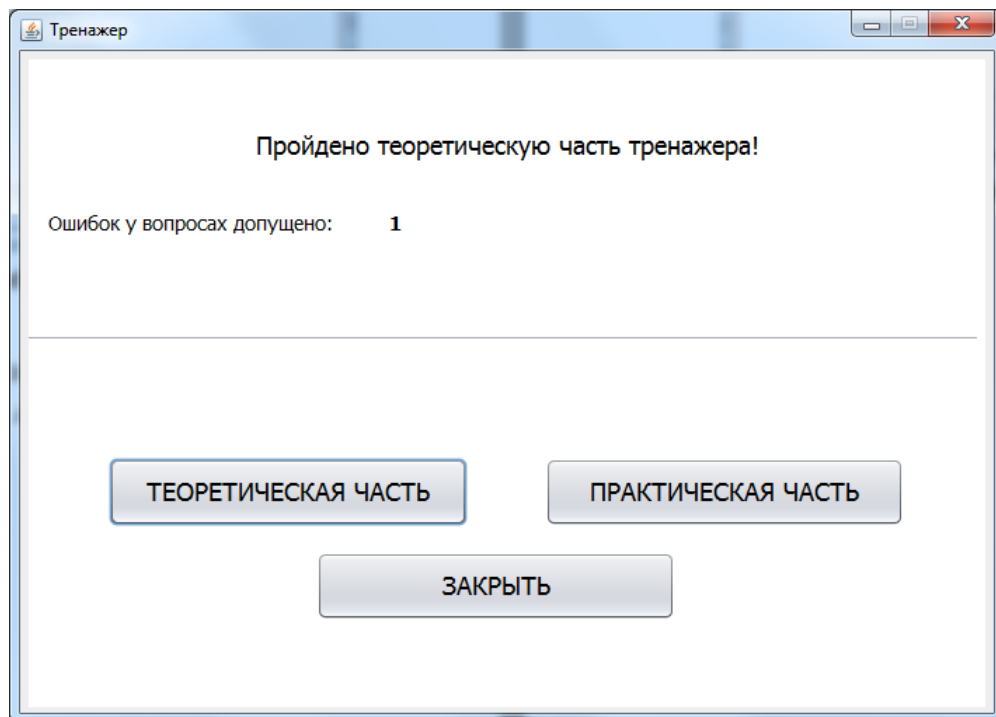 Тренажер
Пройдено теоретическую часть тренажера!
Ошибок у вопросах допущено: 1
ТЕОРЕТИЧЕСКАЯ ЧАСТЬ ПРАКТИЧЕСКАЯ ЧАСТЬ
ЗАКРЫТЬ